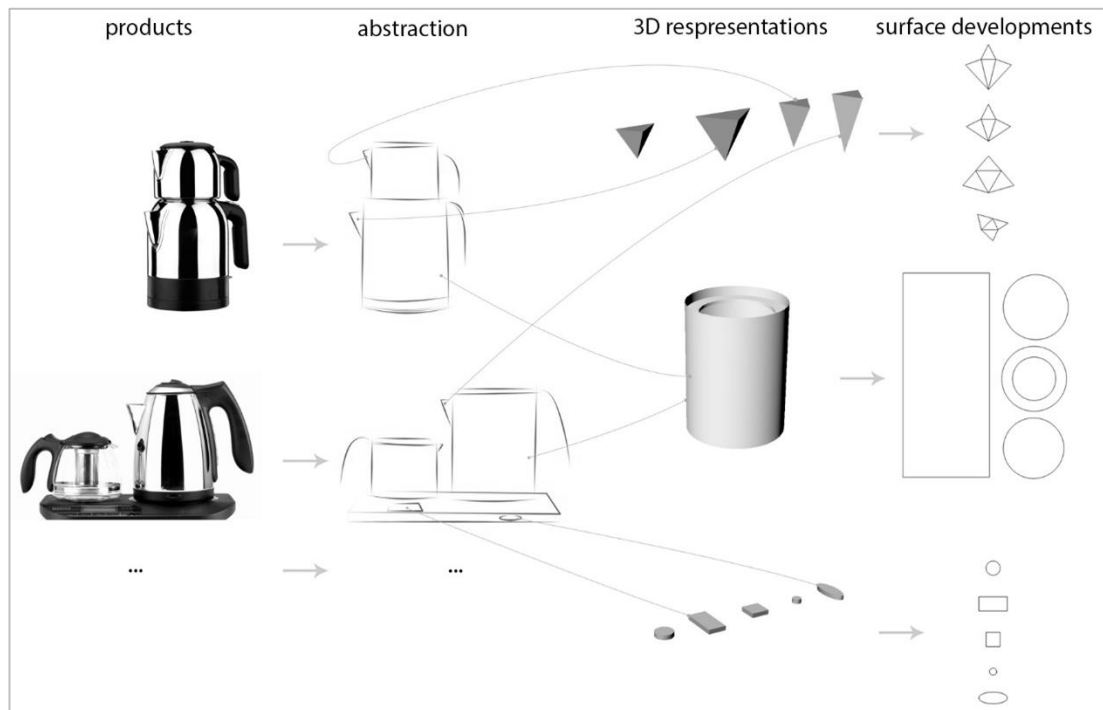 products
abstraction
3D respresentations
surface developments
...
...